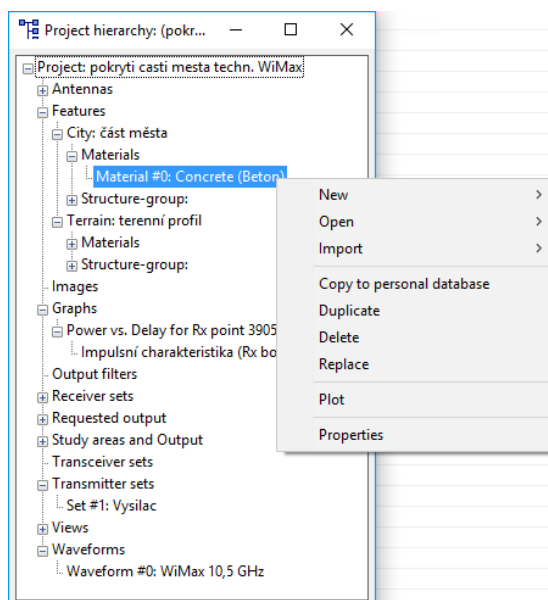 Project hierarchy: (pokr...
Project: pokryti casti mesta techn. WiMax
Antennas
Features
City: část města
Materials
Material #0: Concrete (Beton)
Structure-group:
Terrain: terenní profil
Materials
Structure-group:
Images
Graphs
Power vs. Delay for Rx point 3905
Impulsní charakteristika (Rx bo
Output filters
Receiver sets
Requested output
Study areas and Output
Transceiver sets
Transmitter sets
Set #1: Vysilac
Views
Waveforms
Waveform #0: WiMax 10,5 GHz
New
Open
Import
Copy to personal database
Duplicate
Delete
Replace
Plot
Properties